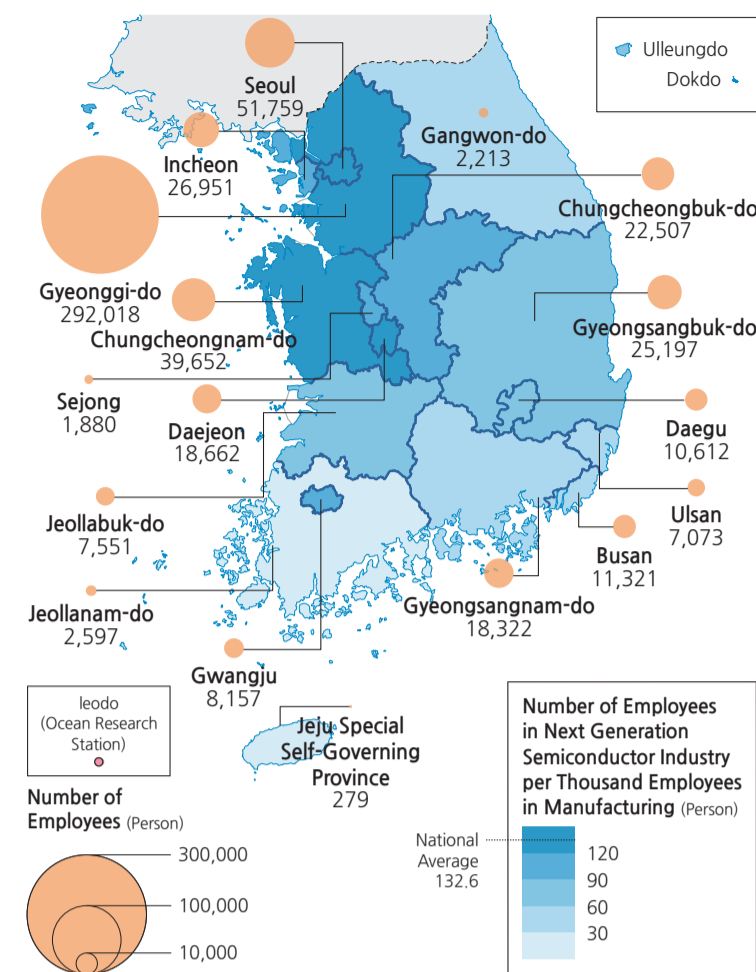 Ulleungdo
Dokdo
Seoul
51,759
Gangwon-do
2,213
Incheon
26,951
Chungcheongbuk-do
22,507
Gyeonggi-do
292,018
Chungcheongnam-do
39,652
Gyeongsangbuk-do
25,197
Sejong
1,880
Daejeon
18,662
Daegu
10,612
Jeollabuk-do
7,551
Ulsan
7,073
Busan
11,321
Jeollanam-do
2,597
Gyeongsangnam-do
18,322
Gwangju
8,157
Ieodo
(Ocean Research
Station)
Jeju Special
Self-Governing
Province
279
Number of
Employees (Person)
300,000
100,000
10,000
Number of Employees
in Next Generation
Semiconductor Industry
per Thousand Employees
in Manufacturing (Person)
National
Average
132.6
120
90
60
30